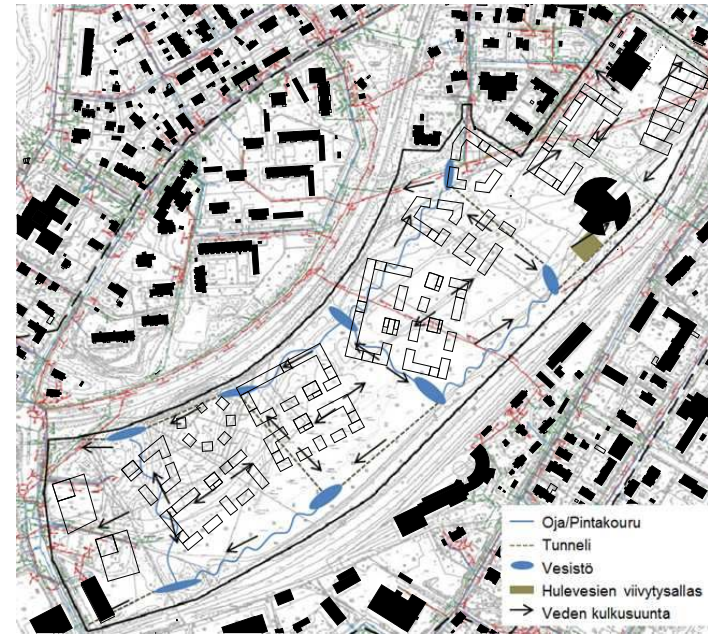 Oja/Pintakouru
Tunneli
Vesistö
Hulevesien viivytysallas
Veden kulkusuunta